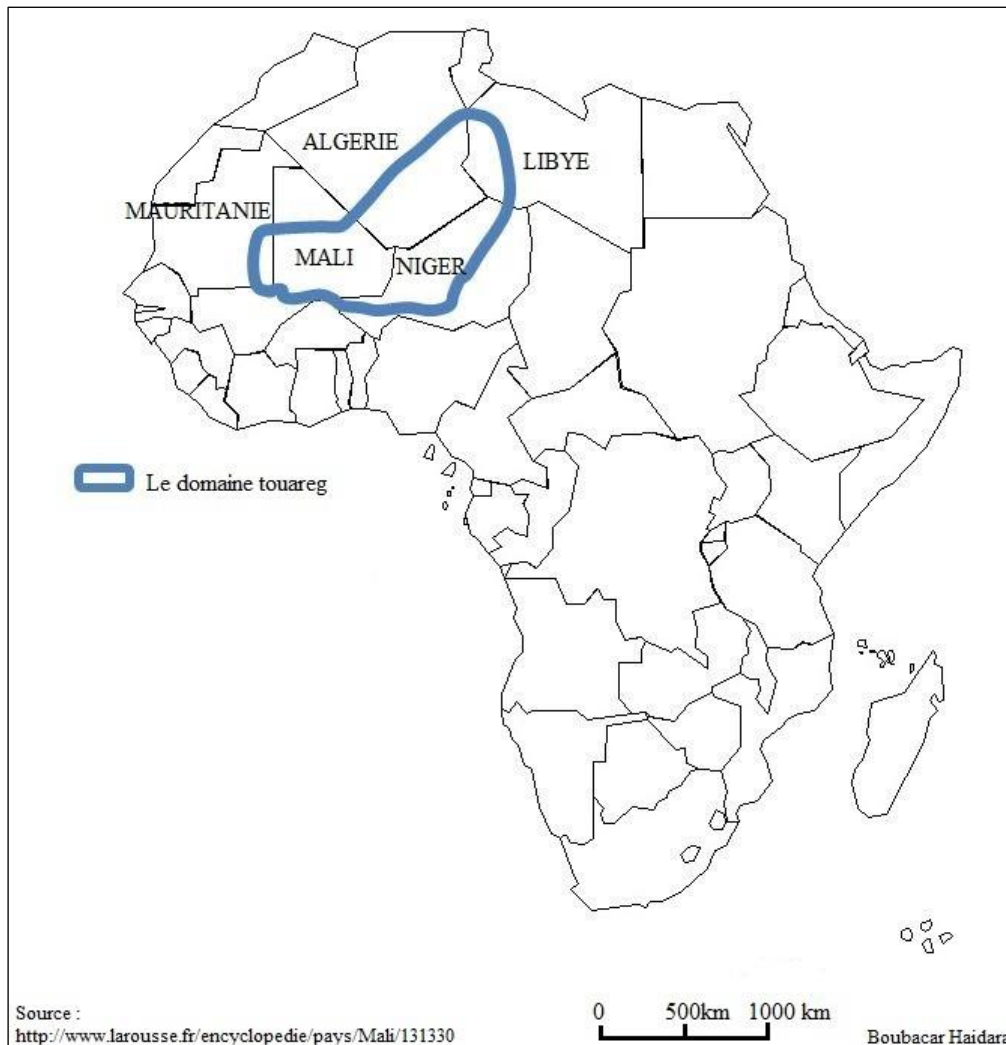 ALGERIE
LIBYE
MAURITANIE
MALI
NIGER
Le domaine touareg
Source :
http://www.larousse.fr/encyclopedie/pays/Mali/131330
0 500km 1000 km
Boubacar Haidara